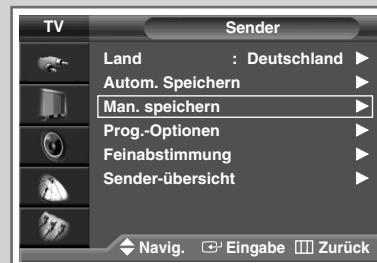 TV Sender
Land : Deutschland
Autom. Speichern
Man. speichern
Prog.-Optionen
Feinabstimmung
Sender-übersicht
Navig. Eingabe Zurück